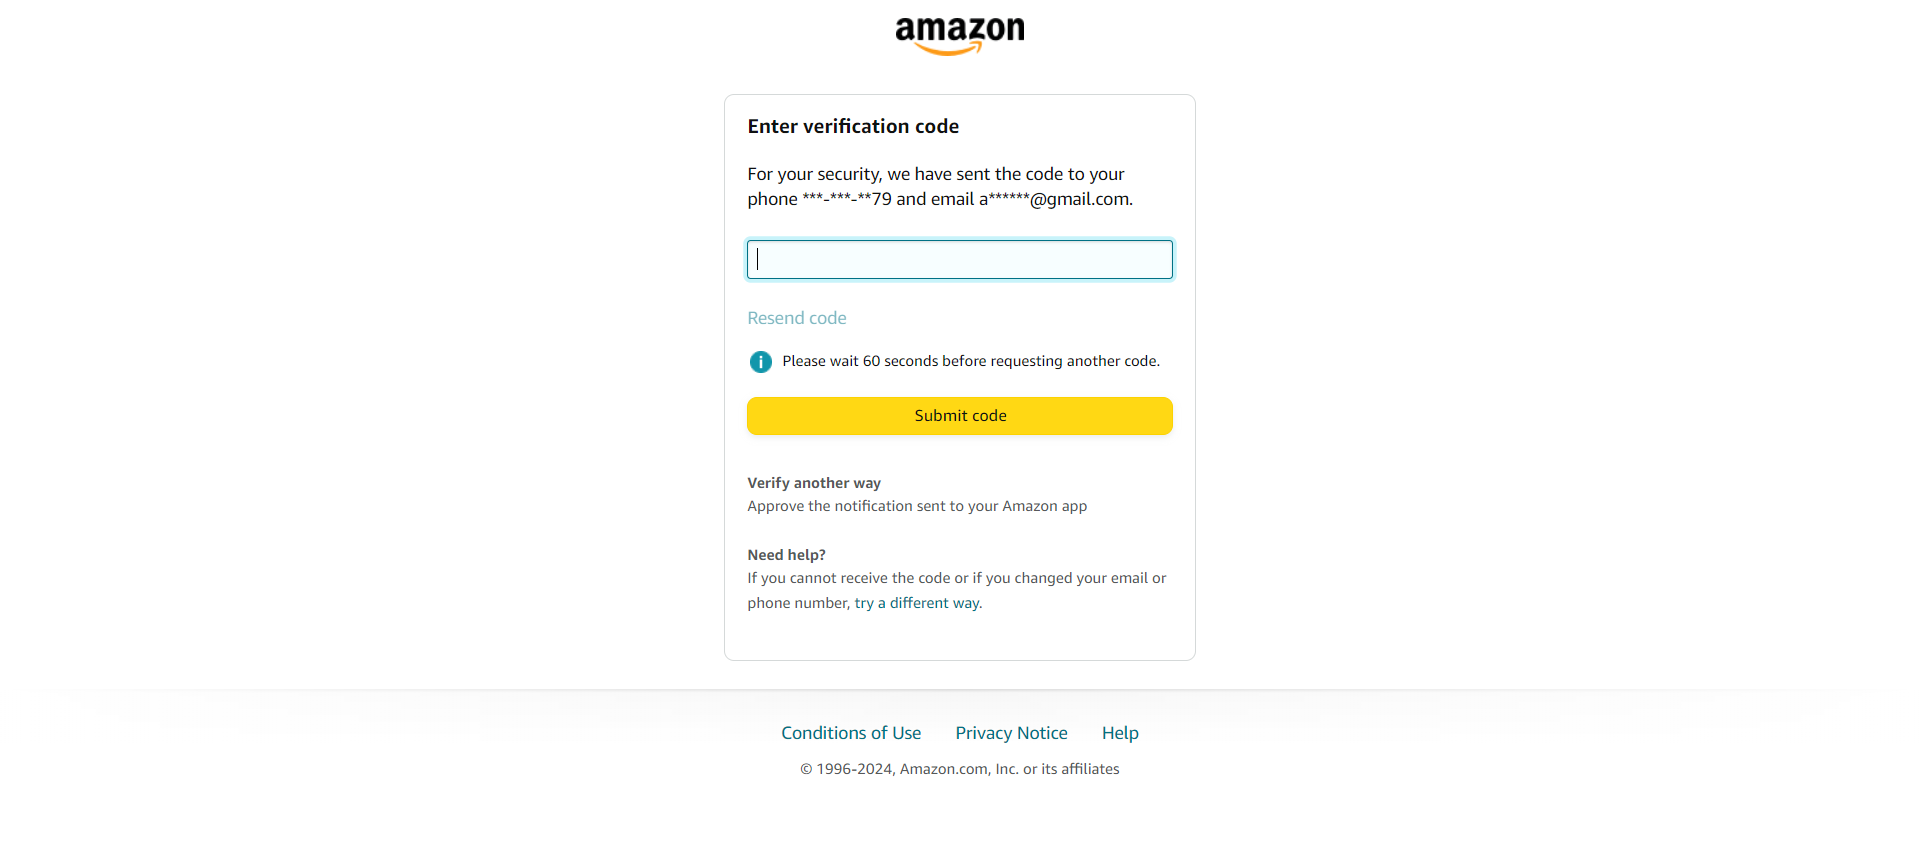 amazon
Enter verification code
For your security, we have sent the code to your
phone ***-***-**79 and email a******@gmail.com.
Resend code
i Please wait 60 seconds before requesting another code.
Submit code
Verify another way
Approve the notification sent to your Amazon app
Need help?
If you cannot receive the code or if you changed your email or
phone number, try a different way.
Conditions of Use Privacy Notice Help
© 1996-2024, Amazon.com, Inc. or its affiliates